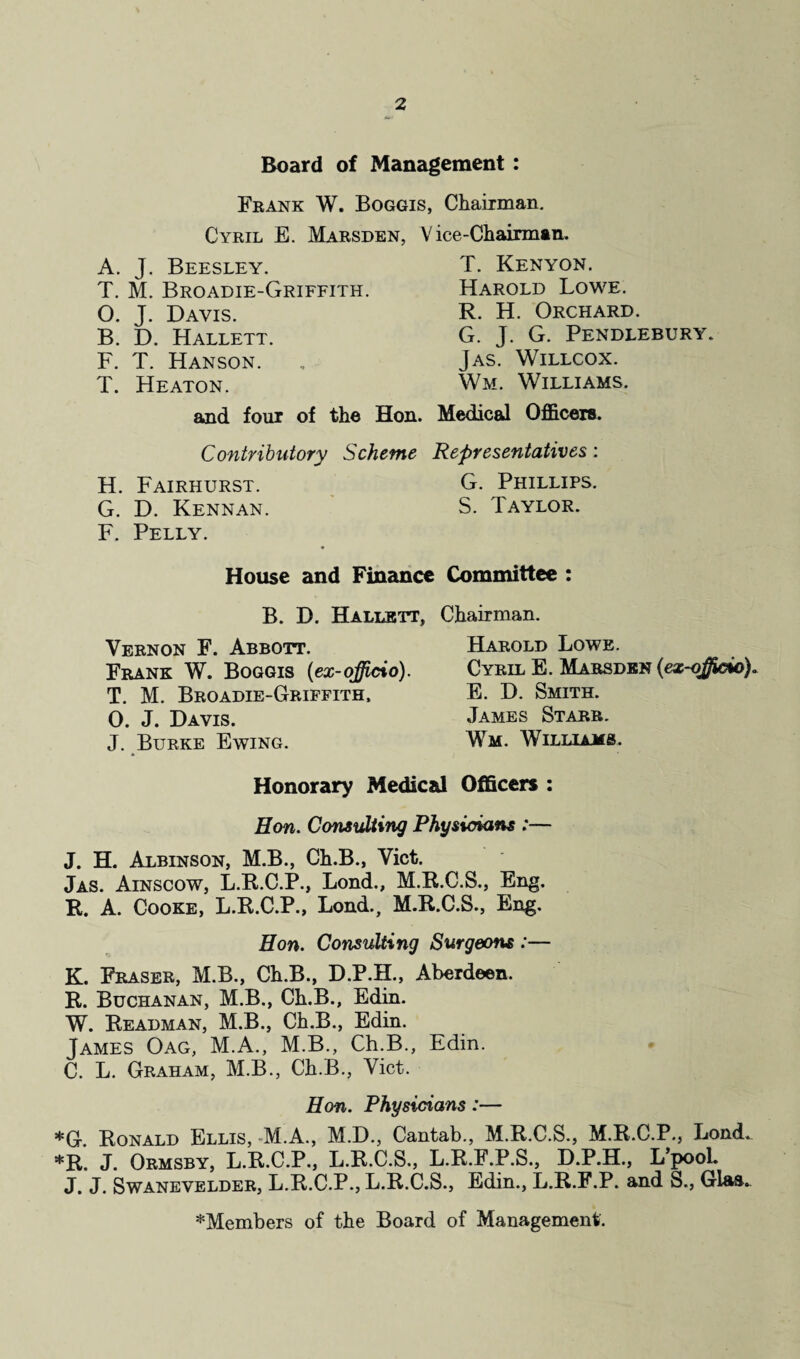 2
Board of Management :
Frank W. Boggis, Chairman.
Cyril E. Marsden, Vice-Chairman.
A. J. Beesley.
T. M. Broadie-Griffith.
O. J. Davis.
B. D. Hallett.
F. T. Hanson.
T. Heaton.
T. Kenyon.
Harold Lowe.
R. H. Orchard.
G. J. G. Pendlebury.
Jas. Willcox.
Wm. Williams.
and four of the Hon. Medical Officers.
Contributory Scheme Representatives :
H. Fairhurst.
G. D. Kennan.
F. Pelly.
G. Phillips.
S. Taylor.
House and Finance Committee :
B. D. Hallett, Chairman.
Vernon F. Abbott.
Frank W. Boggis (ex-officio).
T. M. Broadie-Griffith,
O. J. Davis.
J. Burke Ewing.
Harold Lowe.
Cyril E. Marsden (ex-officio).
E. D. Smith.
James Starr.
Wm. Williams.
Honorary Medical Officers :
Hon. Consulting Physicians :—
J. H. Albinson, M.B., Ch.B., Vict.
Jas. Ainscow, L.R.C.P., Lond., M.R.C.S., Eng.
R. A. Cooke, L.R.C.P., Lond., M.R.C.S., Eng.
Hon. Consulting Surgeons :—
K. Fraser, M.B., Ch.B., D.P.H., Aberdeen.
R. Buchanan, M.B., Ch.B., Edin.
W. Readman, M.B., Ch.B., Edin.
James Oag, M.A., M.B., Ch.B., Edin.
C. L. Graham, M.B., Ch.B., Vict.
Hon. Physicians :—
*G. Ronald Ellis, M.A., M.D., Cantab., M.R.C.S., M.R.C.P., Lond.
*R. J. Ormsby, L.R.C.P., L.R.C.S., L.R.F.P.S., D.P.H., L'pool.
J. J. Swanevelder, L.R.C.P., L.R.C.S., Edin., L.R.F.P. and S., Glas.
*Members of the Board of Management.